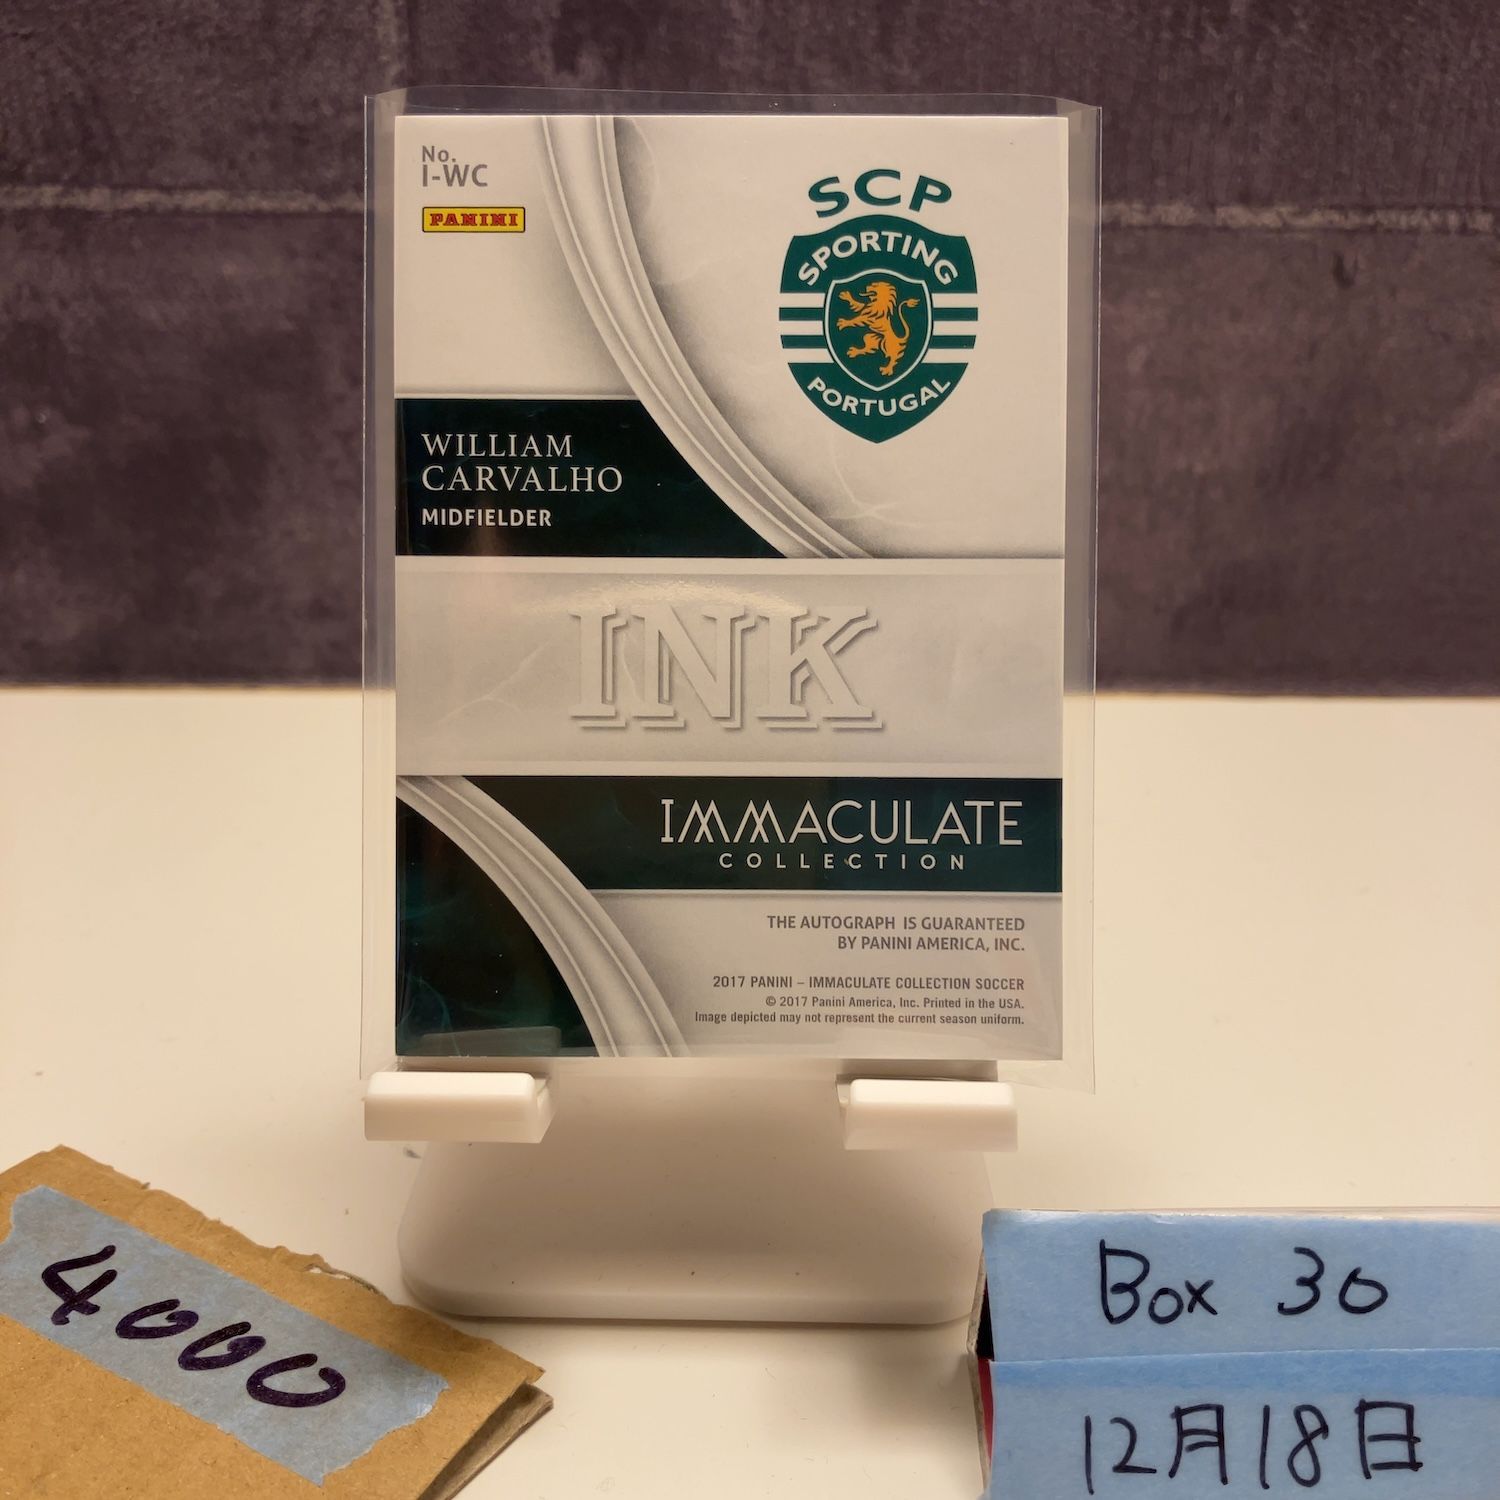 No.
I-WC
PANINI
SCP
SPORTING
PORTUGAL
WILLIAM
CARVALHO
MIDFIELDER
INK
IMMACULATE
COLLECTION
THE AUTOGRAPH IS GUARANTEED
BY PANINI AMERICA, INC.
2017 PANINI – IMMACULATE COLLECTION SOCCER
© 2017 Panini America, Inc. Printed in the USA.
Image depicted may not represent the current season uniform.
4000
Box 30
12月18日